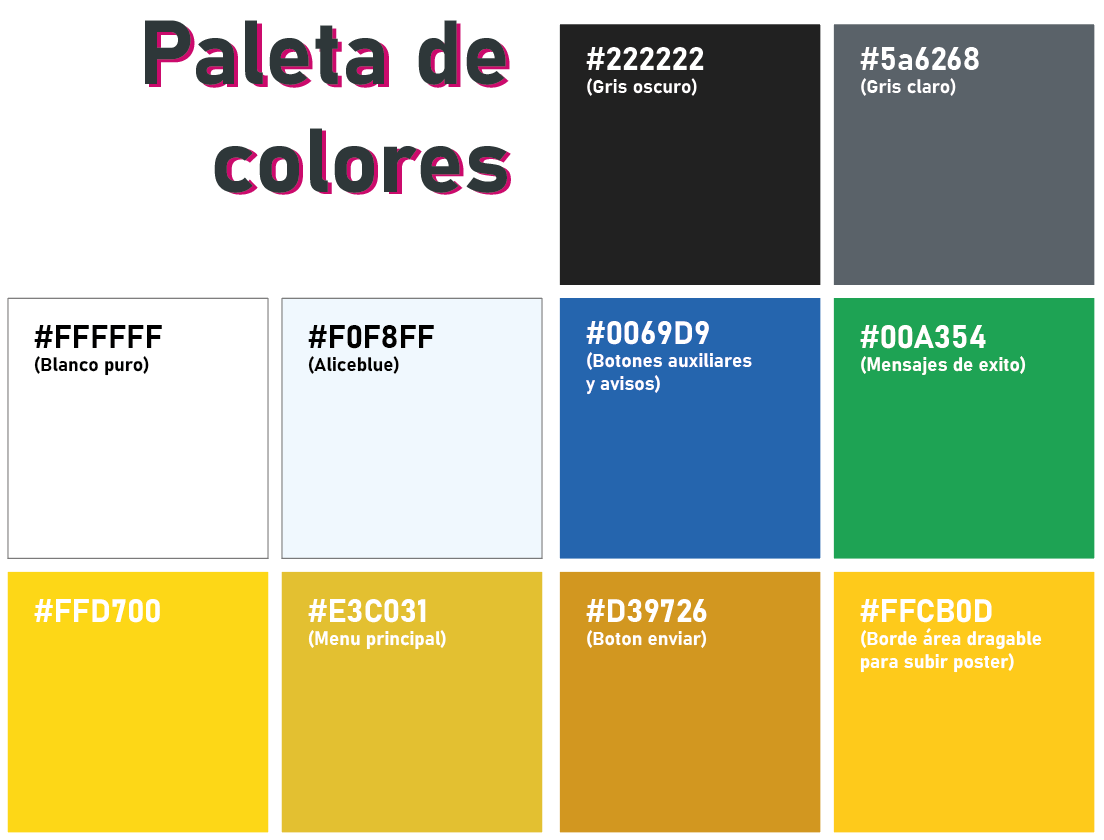 Paleta de
colores
#222222
(Gris oscuro)
#5a6268
(Gris claro)
#FFFFFF
(Blanco puro)
#F0F8FF
(Aliceblue)
#0069D9
(Botones auxiliares
y avisos)
#00A354
(Mensajes de exito)
#FFD700
#E3C031
(Menu principal)
#D39726
(Boton enviar)
#FFCB0D
(Borde área dragable
para subir poster)